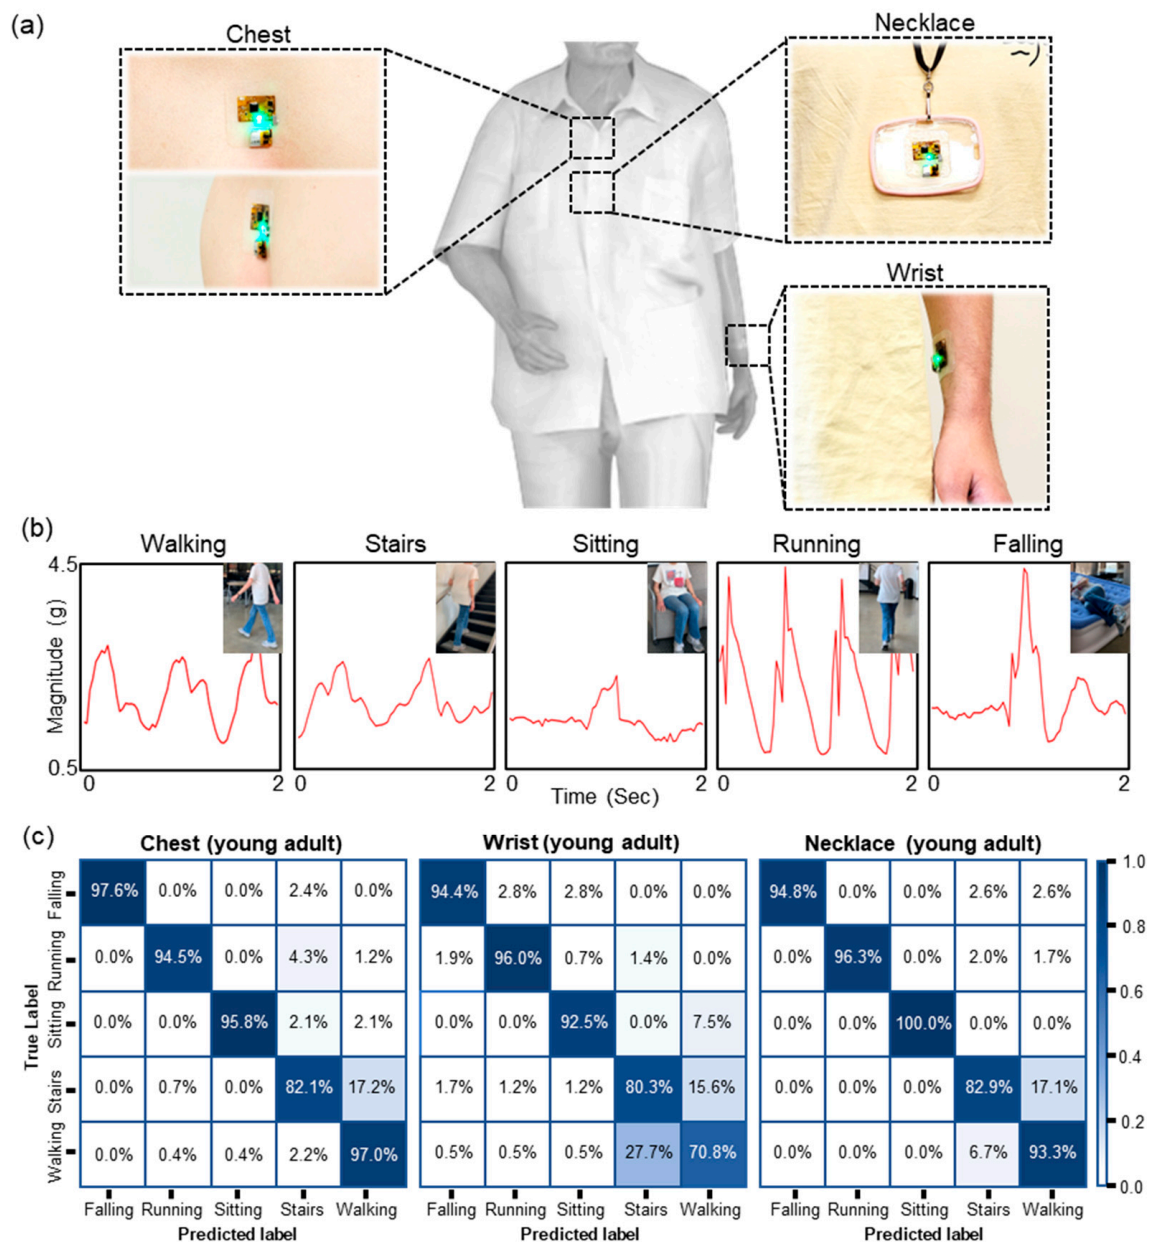 (a)
Chest
Necklace
Wrist
(b)
Walking Stairs Sitting Running Falling
4.5
Magnitude (g)
0.5
0 2 0 2 0 2 0 2 0 2
Time (Sec)
(c)
Chest (young adult) Wrist (young adult) Necklace (young adult)
True Label
Falling 97.6% 0.0% 0.0% 2.4% 0.0% 94.4% 2.8% 2.8% 0.0% 0.0% 94.8% 0.0% 0.0% 2.6% 2.6%
Running 0.0% 94.5% 0.0% 4.3% 1.2% 1.9% 96.0% 0.7% 1.4% 0.0% 0.0% 96.3% 0.0% 2.0% 1.7%
Sitting 0.0% 0.0% 95.8% 2.1% 2.1% 0.0% 0.0% 92.5% 0.0% 7.5% 0.0% 0.0% 100.0% 0.0% 0.0%
Stairs 0.0% 0.7% 0.0% 82.1% 17.2% 1.7% 1.2% 1.2% 80.3% 15.6% 0.0% 0.0% 0.0% 82.9% 17.1%
Walking 0.0% 0.4% 0.4% 2.2% 97.0% 0.5% 0.5% 0.5% 27.7% 70.8% 0.0% 0.0% 0.0% 6.7% 93.3%
1.0
0.8
0.6
0.4
0.2
0.0
Falling Running Sitting Stairs Walking Falling Running Sitting Stairs Walking Falling Running Sitting Stairs Walking
Predicted label Predicted label Predicted label